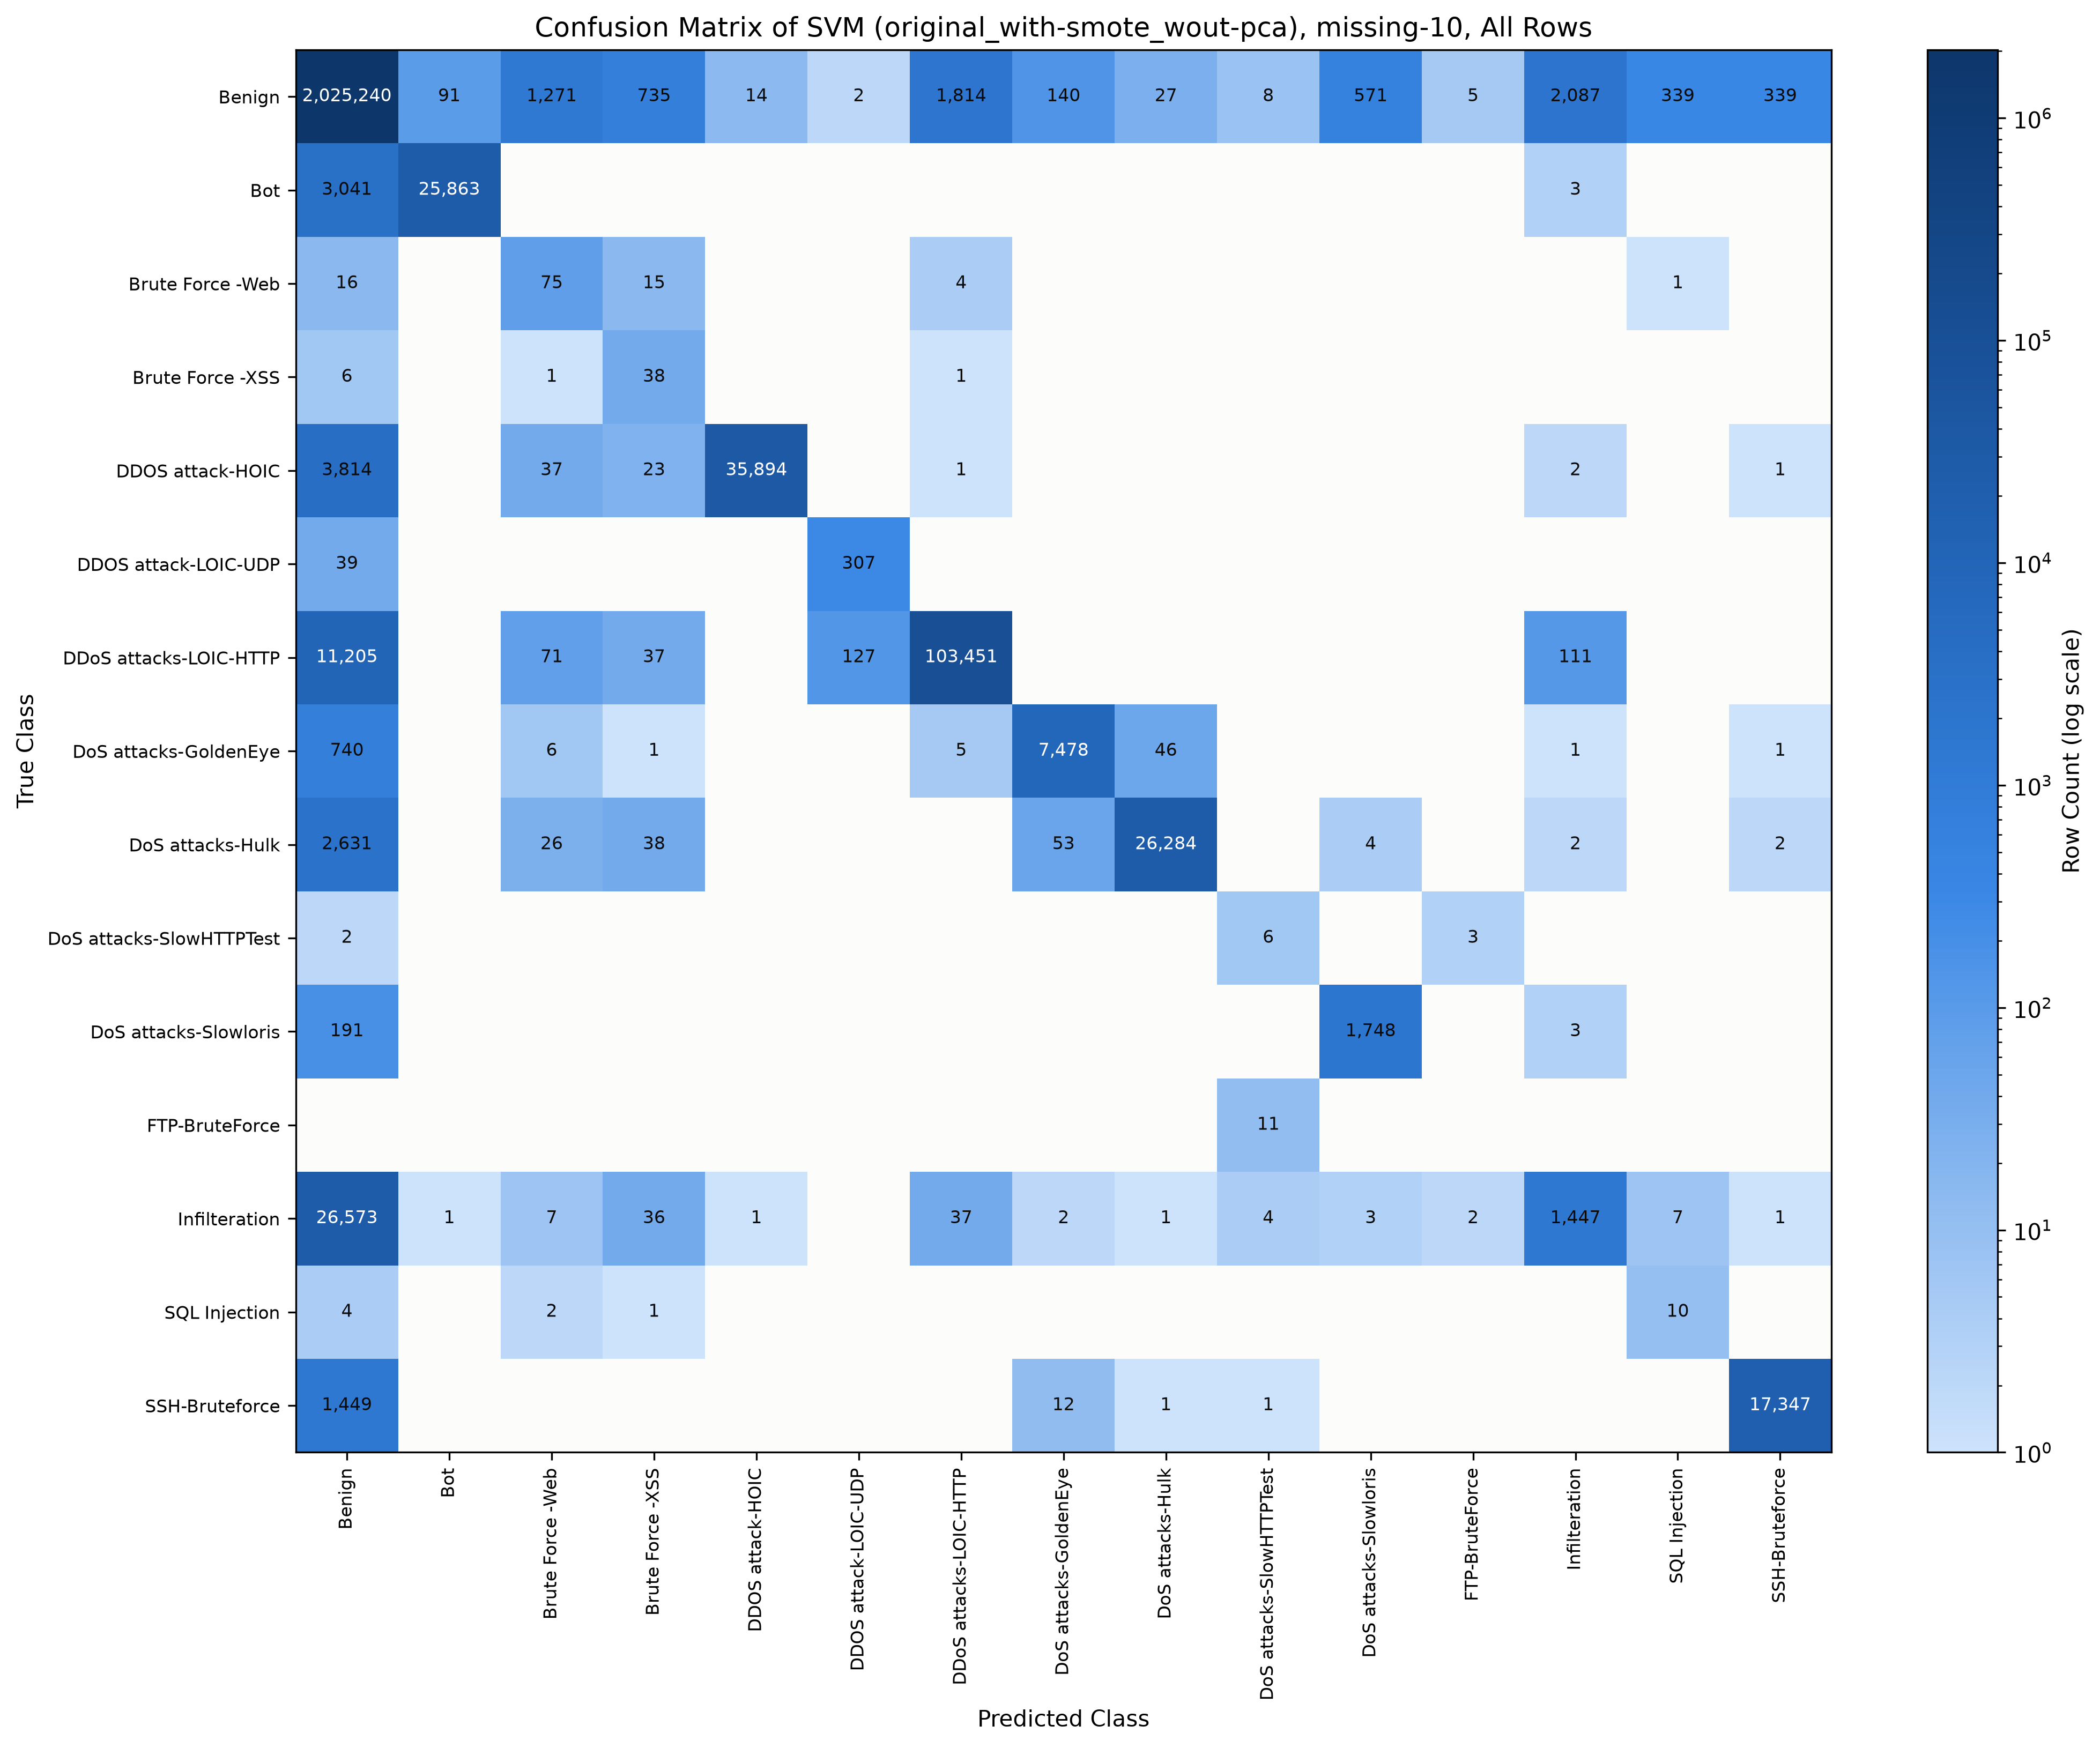 Confusion Matrix of SVM (original_with-smote_wout-pca), missing-10, All Rows
True Class
Benign 2,025,240 91 1,271 735 14 2 1,814 140 27 8 571 5 2,087 339 339
Bot 3,041 25,863 3
Brute Force -Web 16 75 15 4 1
Brute Force -XSS 6 1 38 1
DDOS attack-HOIC 3,814 37 23 35,894 1 2 1
DDOS attack-LOIC-UDP 39 307
DDoS attacks-LOIC-HTTP 11,205 71 37 127 103,451 111
DoS attacks-GoldenEye 740 6 1 5 7,478 46 1 1
DoS attacks-Hulk 2,631 26 38 53 26,284 4 2 2
DoS attacks-SlowHTTPTest 2 6 3
DoS attacks-Slowloris 191 1,748 3
FTP-BruteForce 11
Infilteration 26,573 1 7 36 1 37 2 1 4 3 2 1,447 7 1
SQL Injection 4 2 1 10
SSH-Bruteforce 1,449 12 1 1 17,347
Benign
Bot
Brute Force -Web
Brute Force -XSS
DDOS attack-HOIC
DDOS attack-LOIC-UDP
DDoS attacks-LOIC-HTTP
DoS attacks-GoldenEye
DoS attacks-Hulk
DoS attacks-SlowHTTPTest
DoS attacks-Slowloris
FTP-BruteForce
Infilteration
SQL Injection
SSH-Bruteforce
Predicted Class
10⁶
10⁵
10⁴
10³
10²
10¹
10⁰
Row Count (log scale)